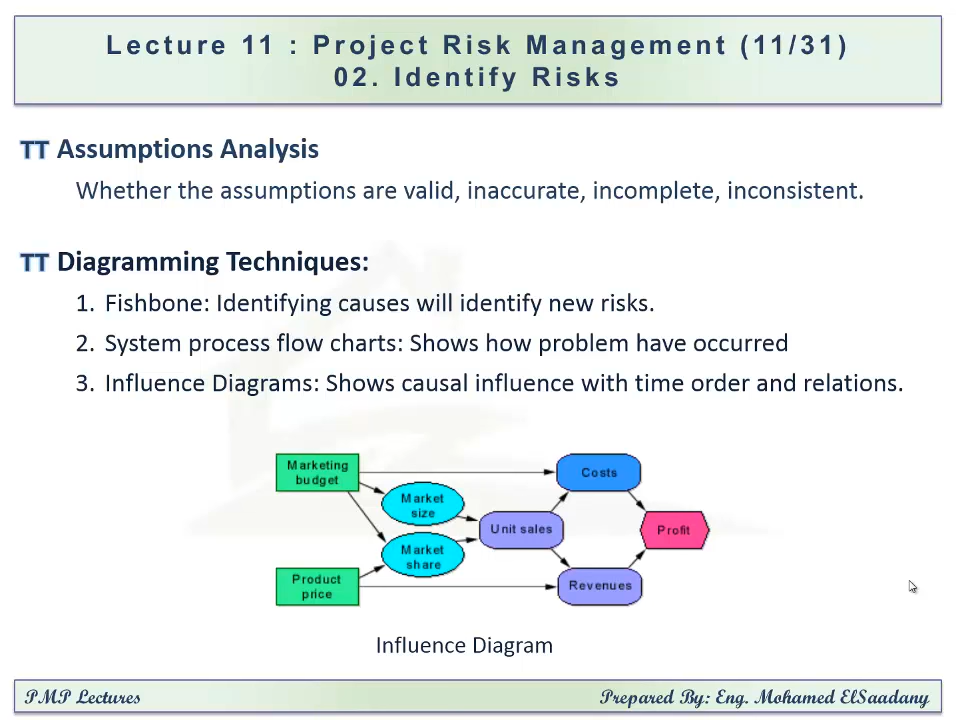 Lecture 11 : Project Risk Management (11/31)
02. Identify Risks
TT Assumptions Analysis
Whether the assumptions are valid, inaccurate, incomplete, inconsistent.
TT Diagramming Techniques:
1. Fishbone: Identifying causes will identify new risks.
2. System process flow charts: Shows how problem have occurred
3. Influence Diagrams: Shows causal influence with time order and relations.
Marketing
budget
Costs
Market
size
Unit sales
Profit
Market
share
Product
price
Revenues
Influence Diagram
PMP Lectures
Prepared By: Eng. Mohamed ElSaadany